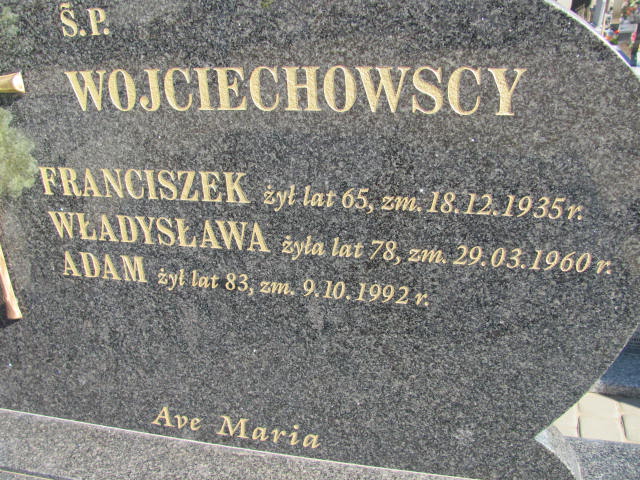 Ś.P.
WOJCIECHOWSCY
FRANCISZEK żył lat 65, zm. 18.12.1935 r.
WŁADYSŁAWA żyła lat 78, zm. 29.03.1960 r.
ADAM żył lat 83, zm. 9.10.1992 r.
Ave Maria